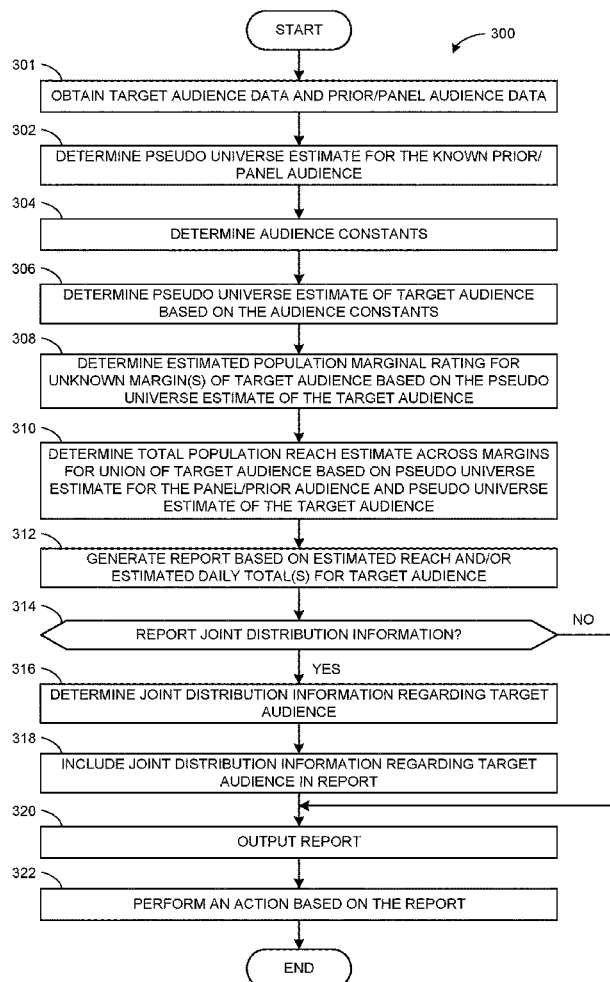 START
300
301
OBTAIN TARGET AUDIENCE DATA AND PRIOR/PANEL AUDIENCE DATA
302
DETERMINE PSEUDO UNIVERSE ESTIMATE FOR THE KNOWN PRIOR/
PANEL AUDIENCE
304
DETERMINE AUDIENCE CONSTANTS
306
DETERMINE PSEUDO UNIVERSE ESTIMATE OF TARGET AUDIENCE
BASED ON THE AUDIENCE CONSTANTS
308
DETERMINE ESTIMATED POPULATION MARGINAL RATING FOR
UNKNOWN MARGIN(S) OF TARGET AUDIENCE BASED ON THE PSEUDO
UNIVERSE ESTIMATE OF THE TARGET AUDIENCE
310
DETERMINE TOTAL POPULATION REACH ESTIMATE ACROSS MARGINS
FOR UNION OF TARGET AUDIENCE BASED ON PSEUDO UNIVERSE
ESTIMATE FOR THE PANEL/PRIOR AUDIENCE AND PSEUDO UNIVERSE
ESTIMATE OF THE TARGET AUDIENCE
312
GENERATE REPORT BASED ON ESTIMATED REACH AND/OR
ESTIMATED DAILY TOTAL(S) FOR TARGET AUDIENCE
314
REPORT JOINT DISTRIBUTION INFORMATION?
NO
YES
316
DETERMINE JOINT DISTRIBUTION INFORMATION REGARDING TARGET
AUDIENCE
318
INCLUDE JOINT DISTRIBUTION INFORMATION REGARDING TARGET
AUDIENCE IN REPORT
320
OUTPUT REPORT
322
PERFORM AN ACTION BASED ON THE REPORT
END